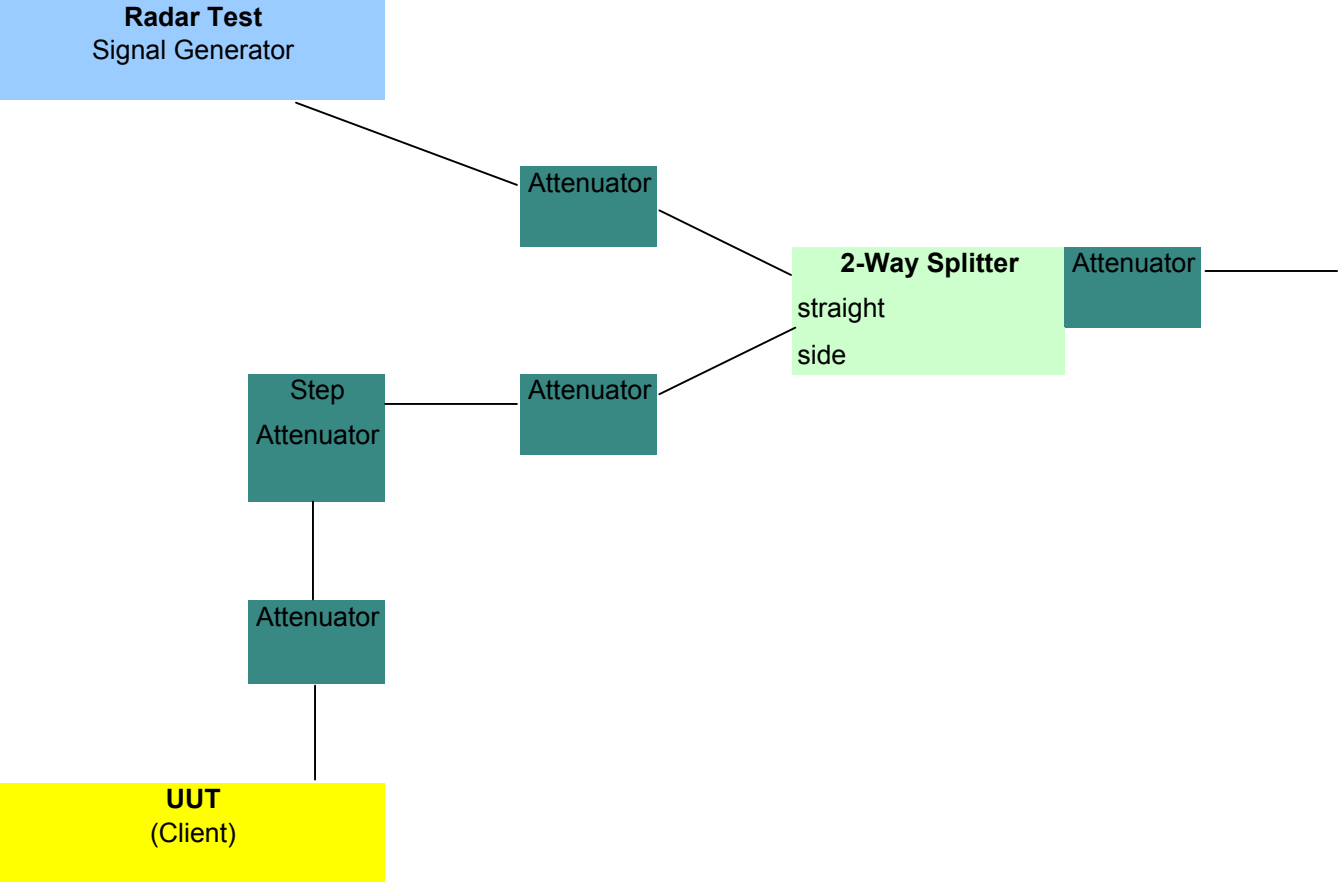 Radar Test
Signal Generator
Attenuator
2-Way Splitter
Attenuator
straight
side
Step
Attenuator
Attenuator
Attenuator
UUT
(Client)